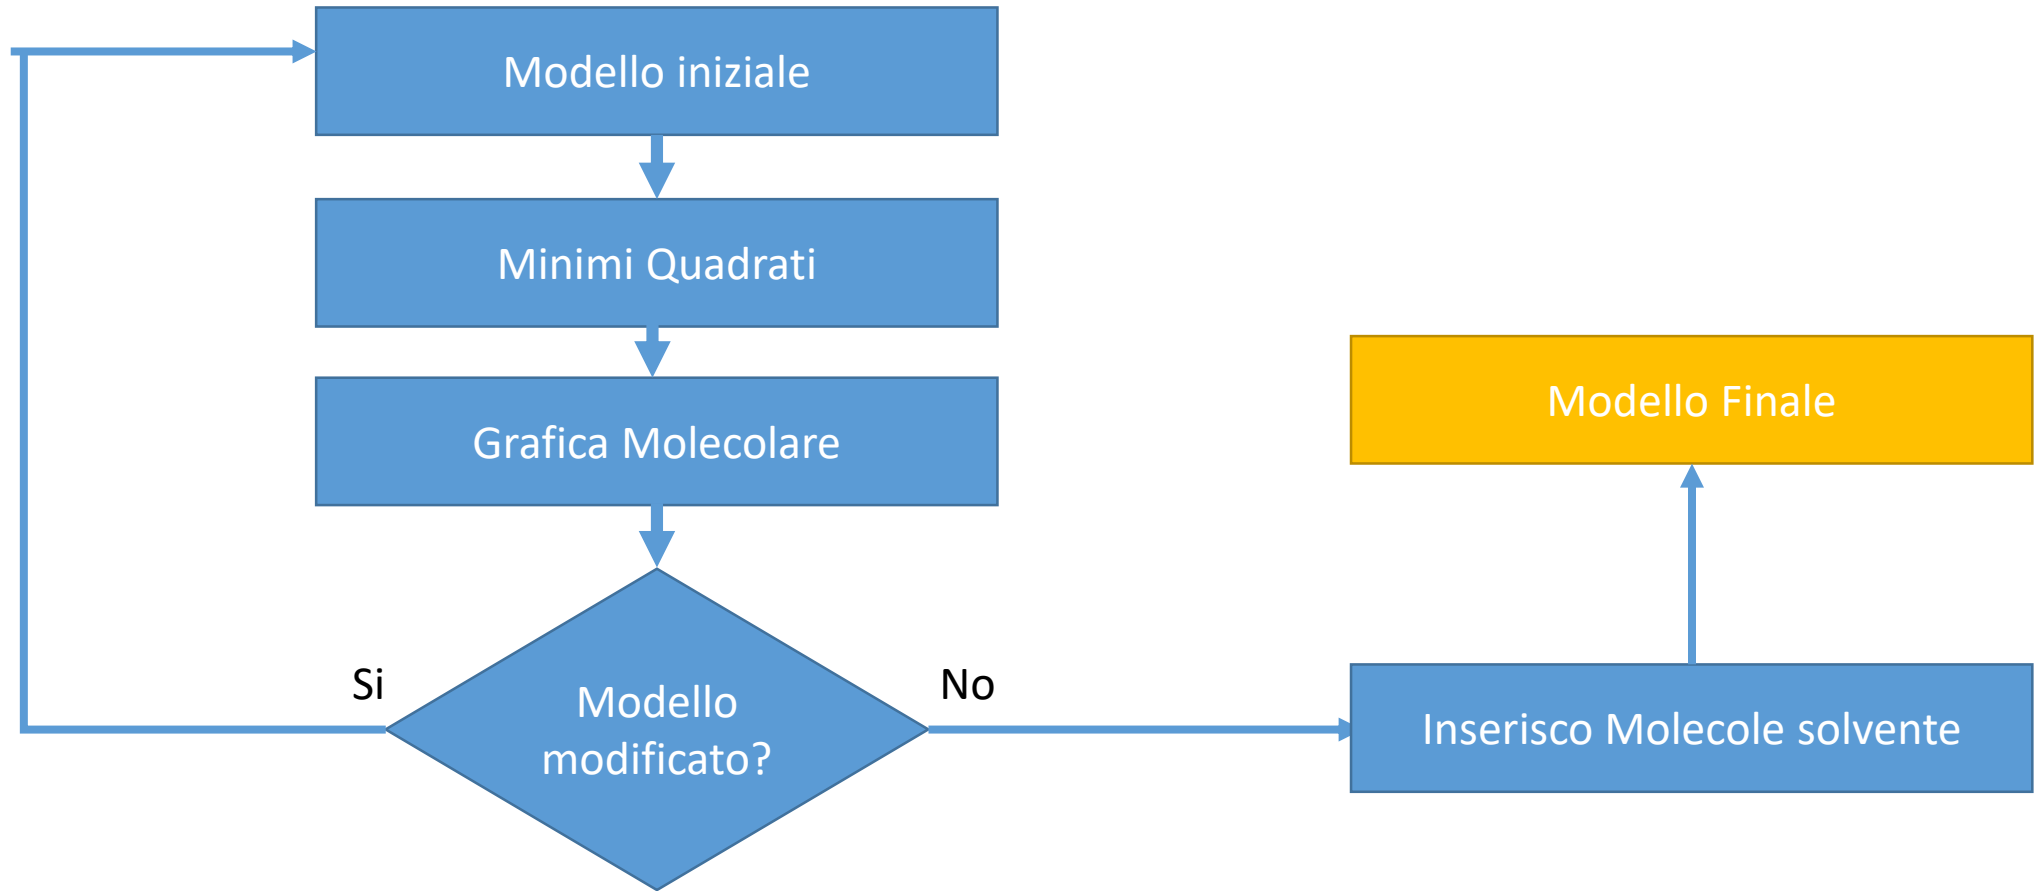 Modello iniziale
Minimi Quadrati
Grafica Molecolare
Modello Finale
Si
Modello
modificato?
No
Inserisco Molecole solvente